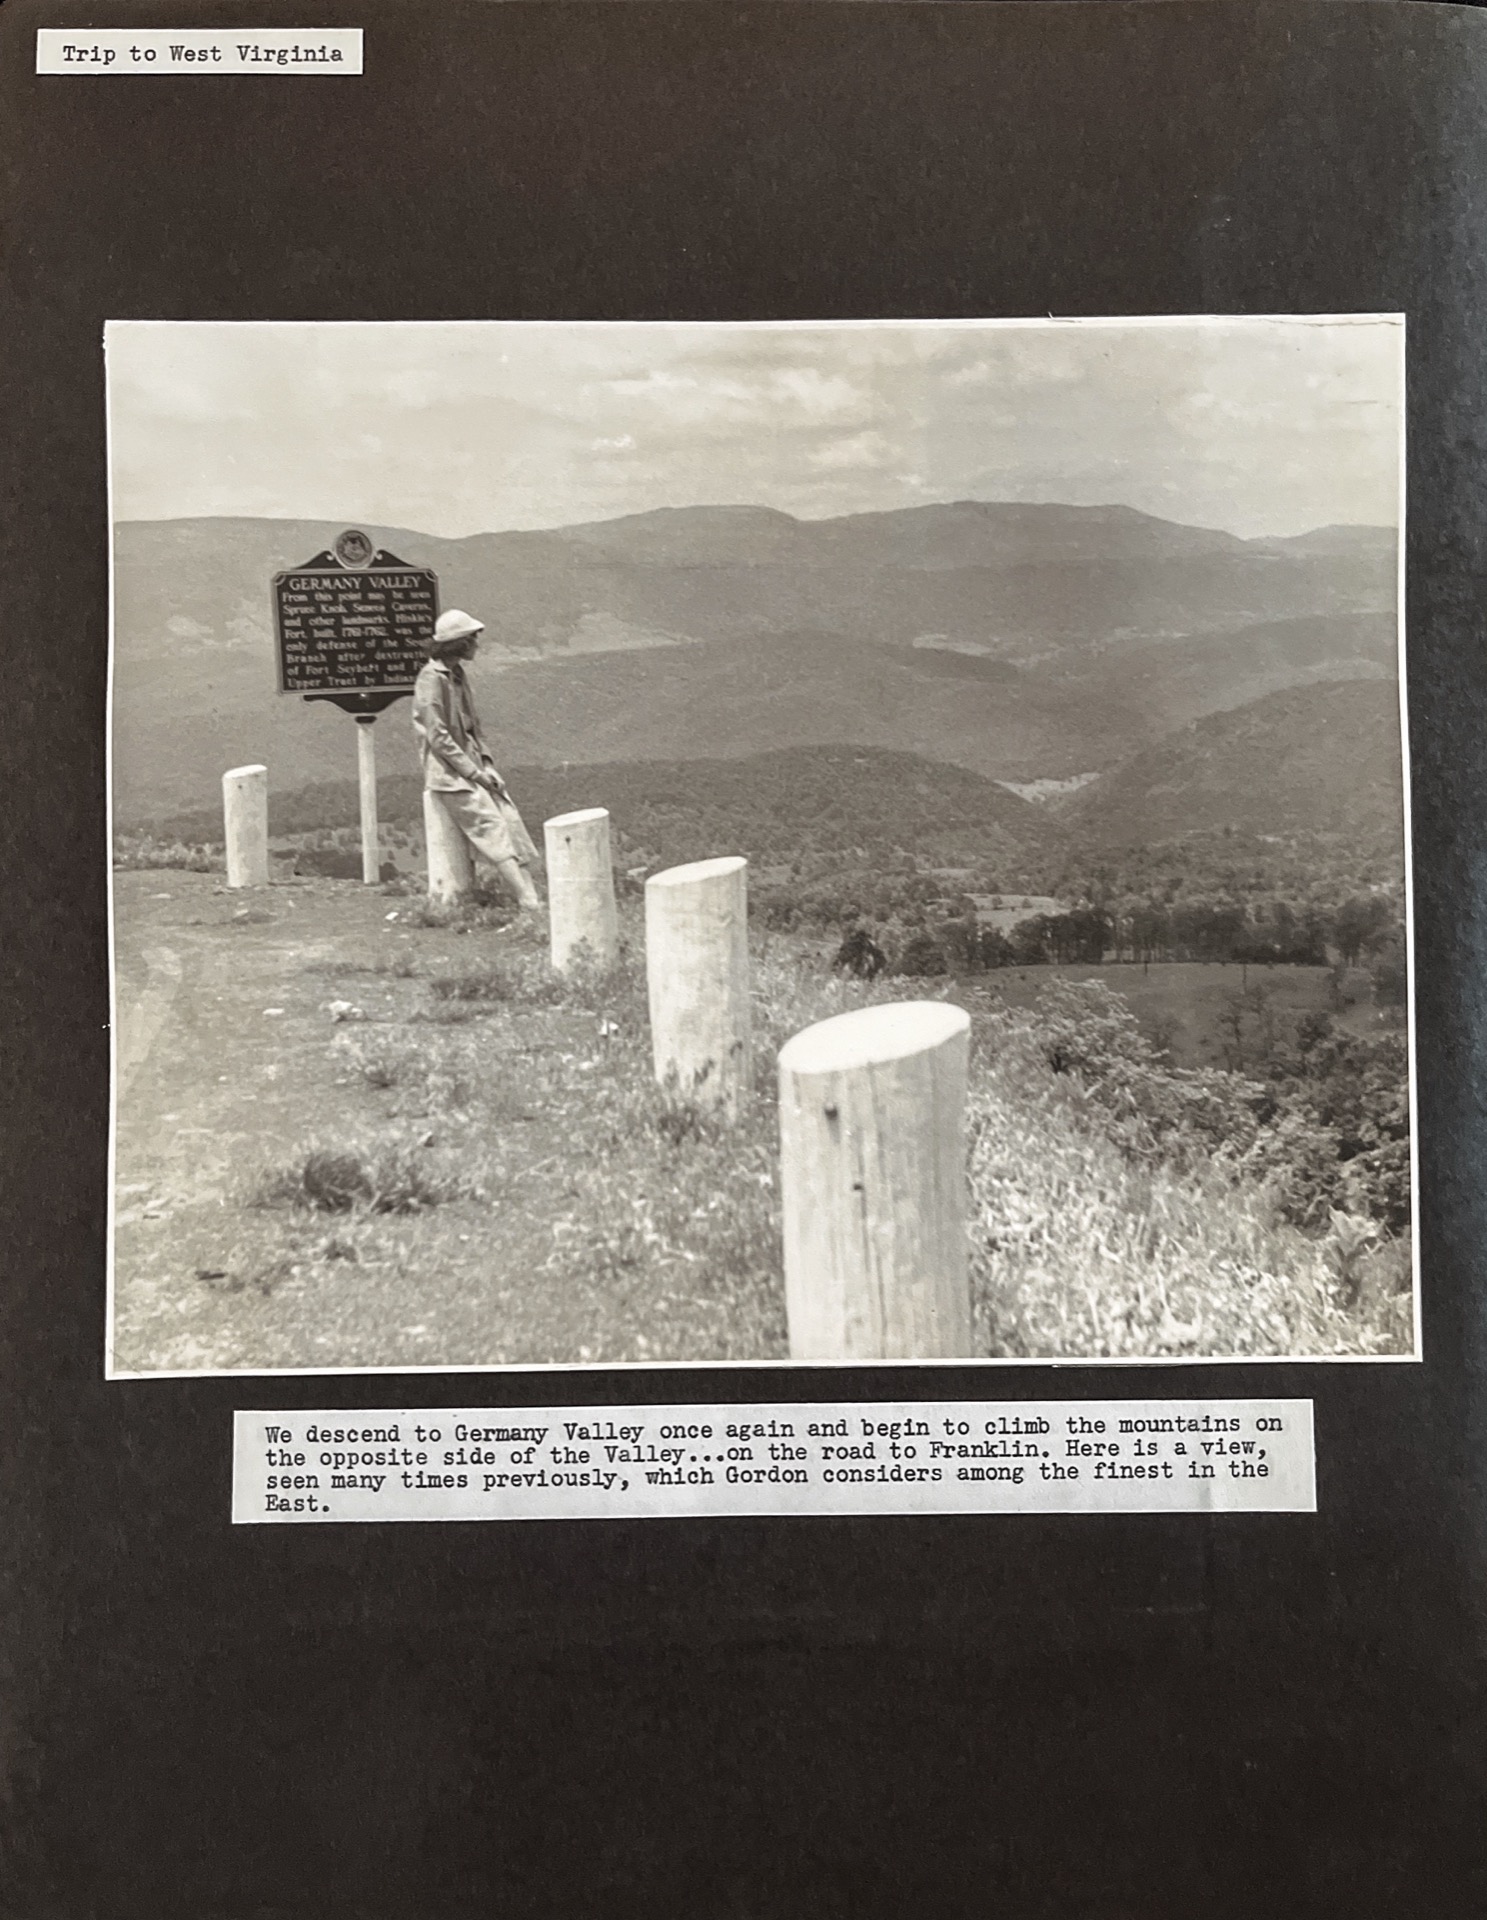 Trip to West Virginia
GERMANY VALLEY
From this point may be seen
Spruce Knob, Seneca Caverns,
and other landmarks. Hinkle's
Fort, built, 1761-1762, was the
only defense of the
Branch after
of Fort Seybert and
Upper Tract by
We descend to Germany Valley once again and begin to climb the mountains on
the opposite side of the Valley...on the road to Franklin. Here is a view,
seen many times previously, which Gordon considers among the finest in the
East.